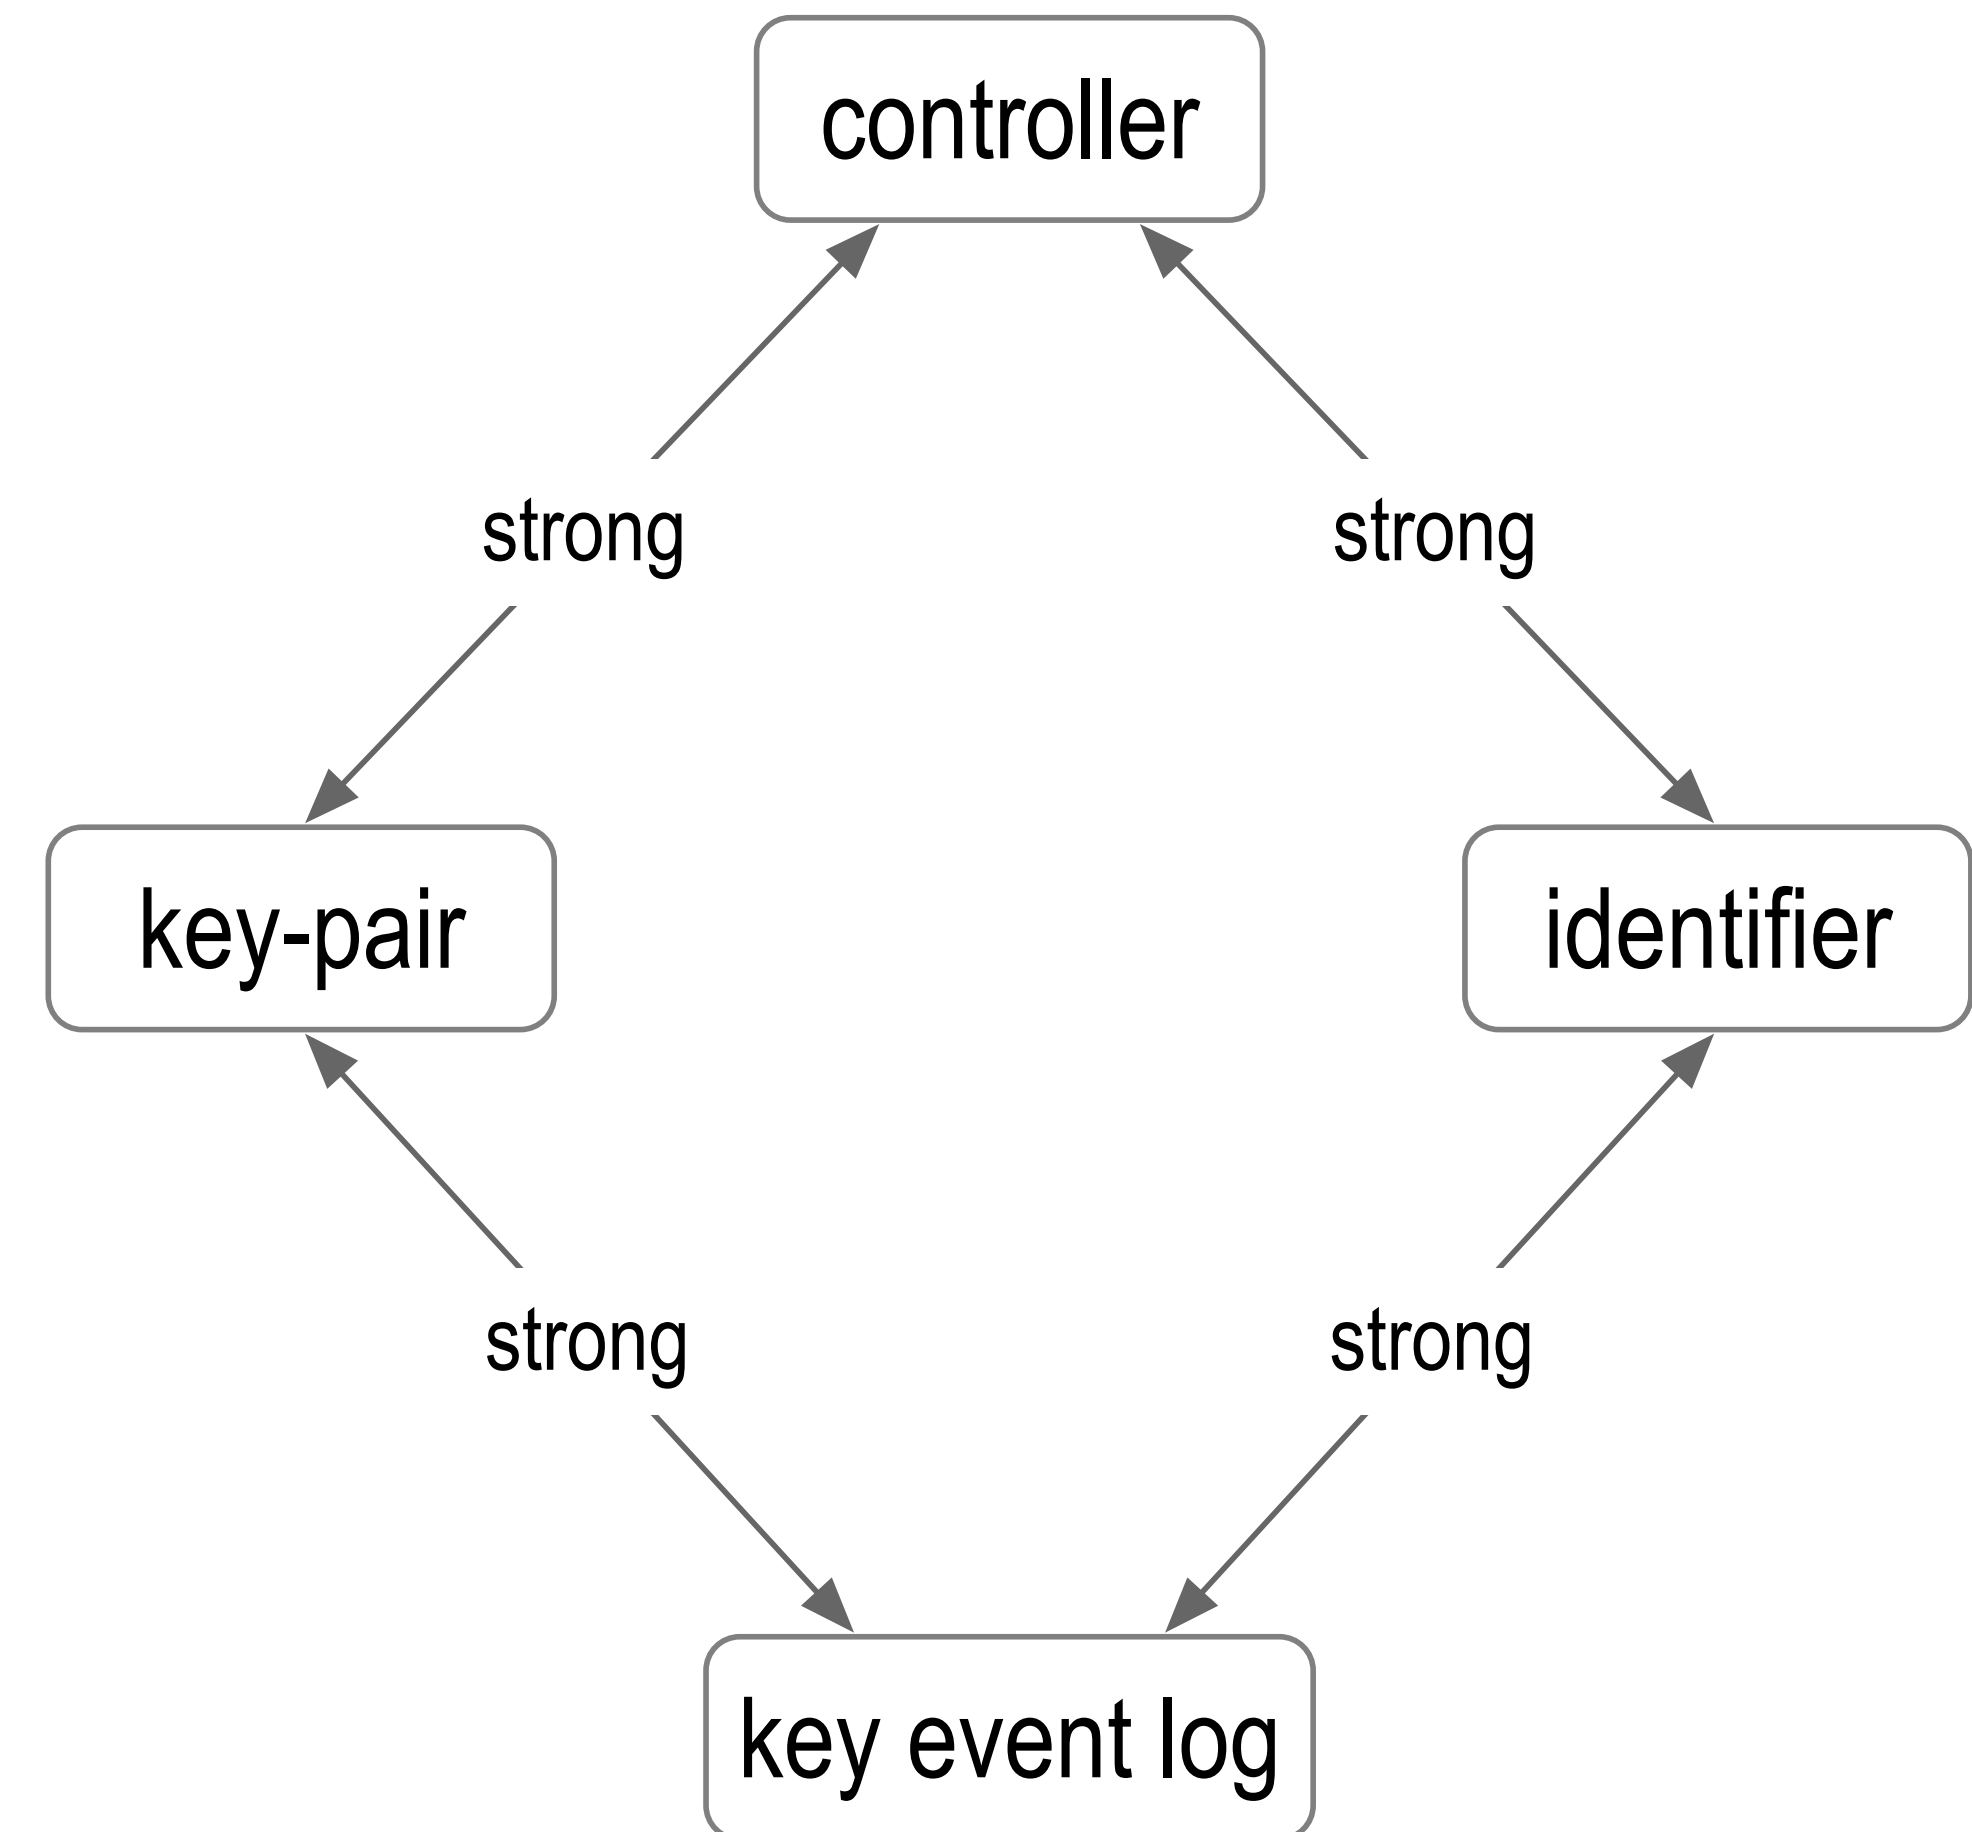 controller
strong
strong
key-pair
identifier
strong
strong
key event log